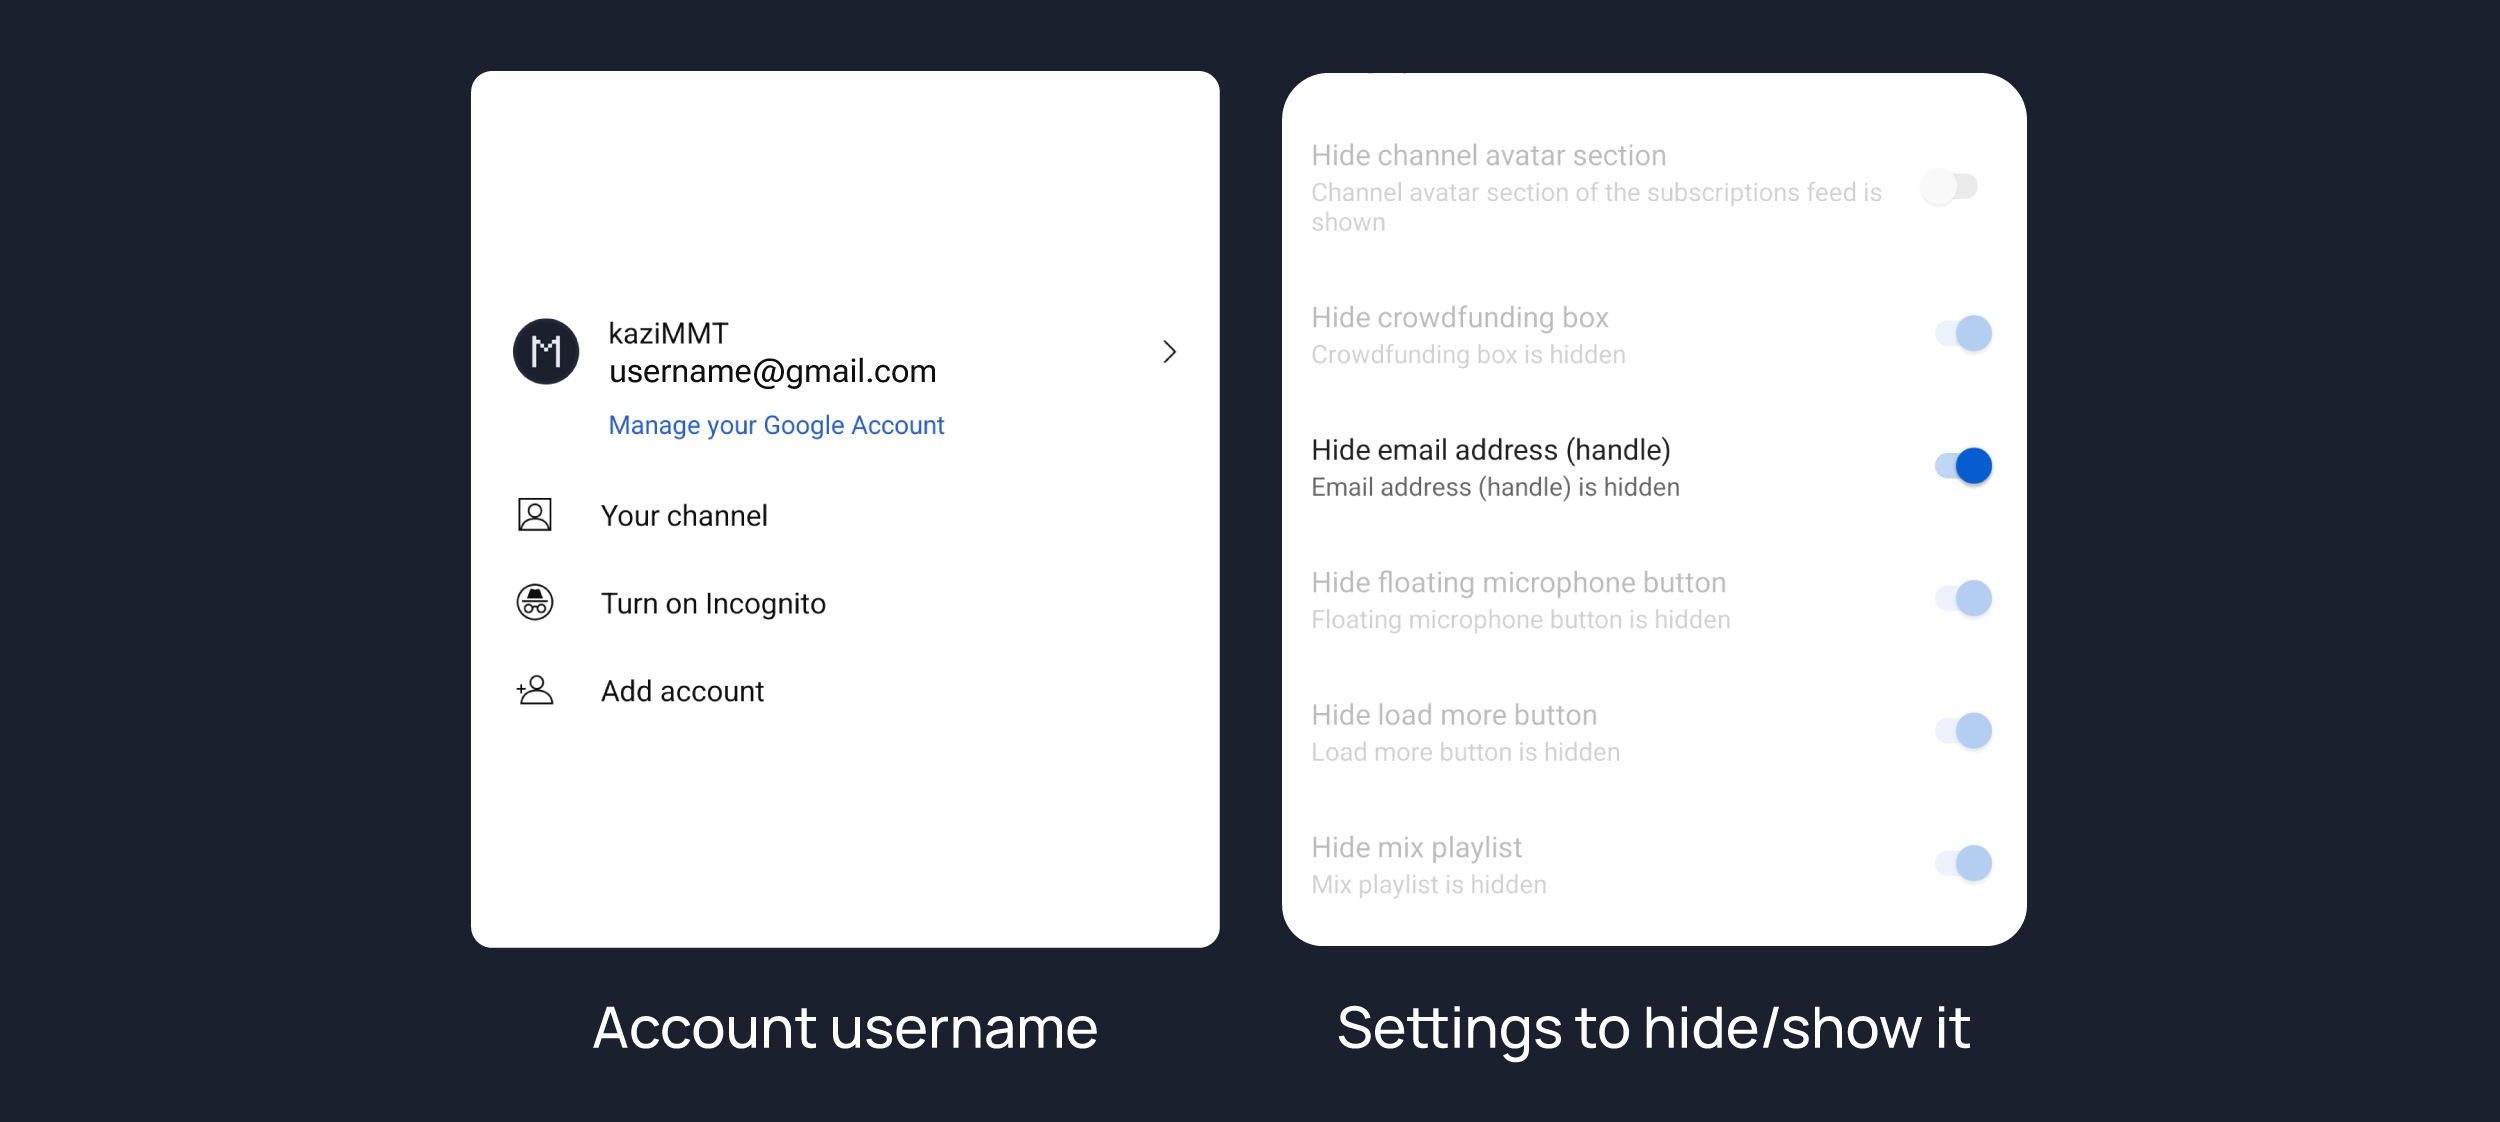 M
kaziMMT
username@gmail.com
Manage your Google Account
Your channel
Turn on Incognito
Add account
Account username
Hide channel avatar section
Channel avatar section of the subscriptions feed is
shown
Hide crowdfunding box
Crowdfunding box is hidden
Hide email address (handle)
Email address (handle) is hidden
Hide floating microphone button
Floating microphone button is hidden
Hide load more button
Load more button is hidden
Hide mix playlist
Mix playlist is hidden
Settings to hide/show it